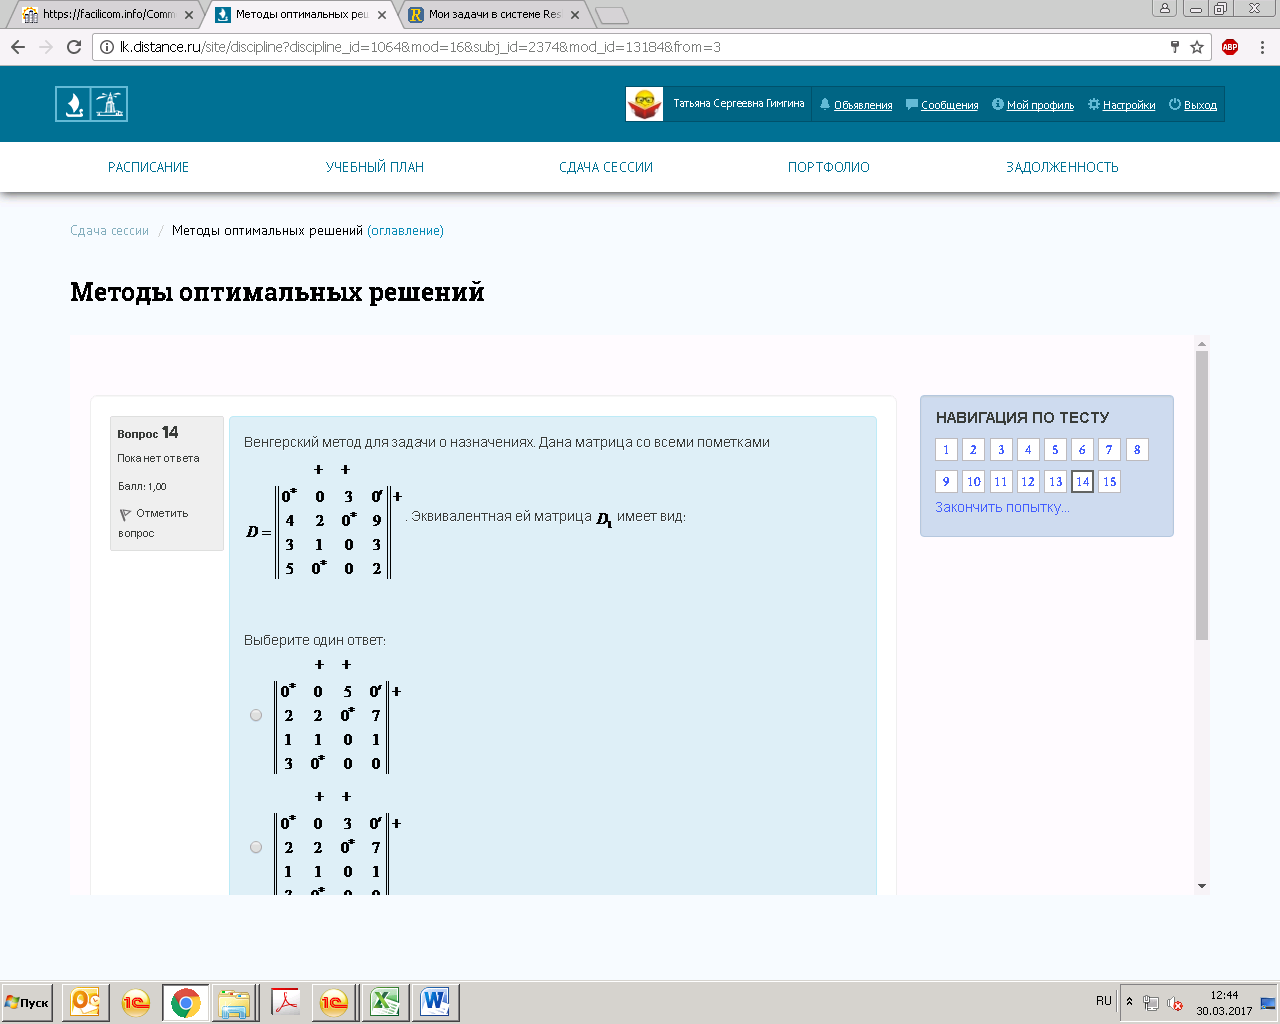 https://facilicom.info/Comm
Методы оптимальных реш
Мои задачи в системе Res
lk.distance.ru/site/discipline?discipline_id=1064&mod=16&subj_id=2374&mod_id=13184&from=3
ABP
Татьяна Сергеевна Гимгина
Объявления
Сообщения
Мой профиль
Настройки
Выход
РАСПИСАНИЕ
УЧЕБНЫЙ ПЛАН
СДАЧА СЕССИИ
ПОРТФОЛИО
ЗАДОЛЖЕННОСТЬ
Сдача сессии / Методы оптимальных решений (оглавление)
Методы оптимальных решений
Вопрос 14
Пока нет ответа
Балл: 1,00
Отметить
вопрос
Венгерский метод для задачи о назначениях. Дана матрица со всеми пометками
+ +
0* 0 3 0′ +
4 2 0* 9
D =
3 1 0 3
5 0* 0 2
. Эквивалентная ей матрица D₁ имеет вид:
Выберите один ответ:
+ +
0* 0 5 0′ +
2 2 0* 7
1 1 0 1
3 0* 0 0
+ +
0* 0 3 0′ +
2 2 0* 7
1 1 0 1
НАВИГАЦИЯ ПО ТЕСТУ
1 2 3 4 5 6 7 8
9 10 11 12 13 14 15
Закончить попытку...
Пуск
RU
12:44
30.03.2017